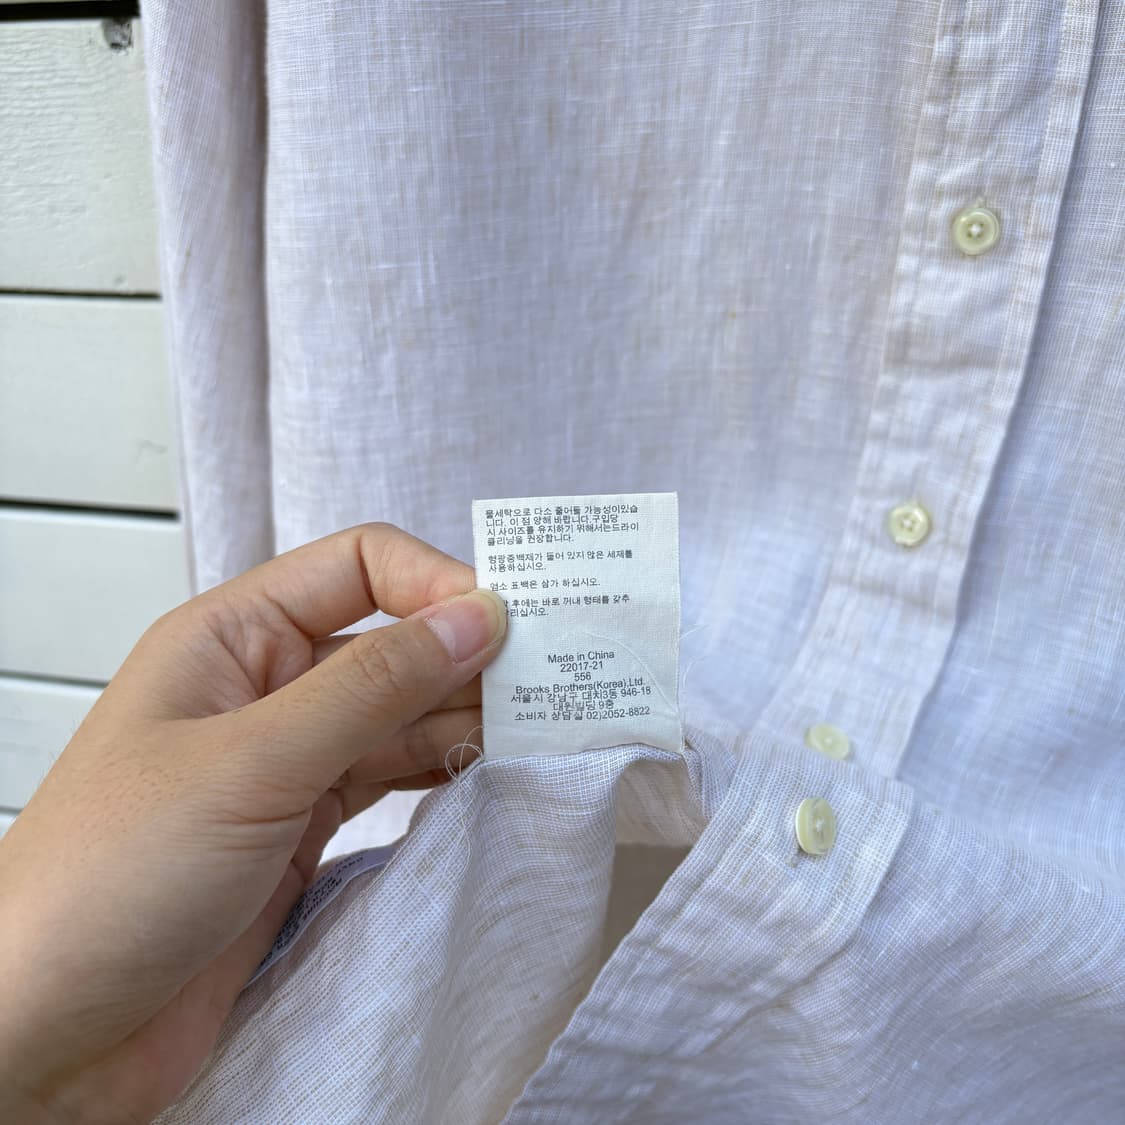 물세탁으로 다소 줄어들 가능성이있습
니다. 이 점 양해 바랍니다.구입당
시 사이즈를 유지하기 위해서는드라이
클리닝을 권장합니다.
형광증백제가 들어 있지 않은 세제를
사용하십시오.
염소 표백은 삼가 하십시오.
후에는 바로 꺼내 형태를 갖추
Made in China
22017-21
556
Brooks Brothers(Korea).Ltd.
서울시 강남구 대치3동 946-18
대원빌딩 9층
소비자 상담실 02)2052-8822